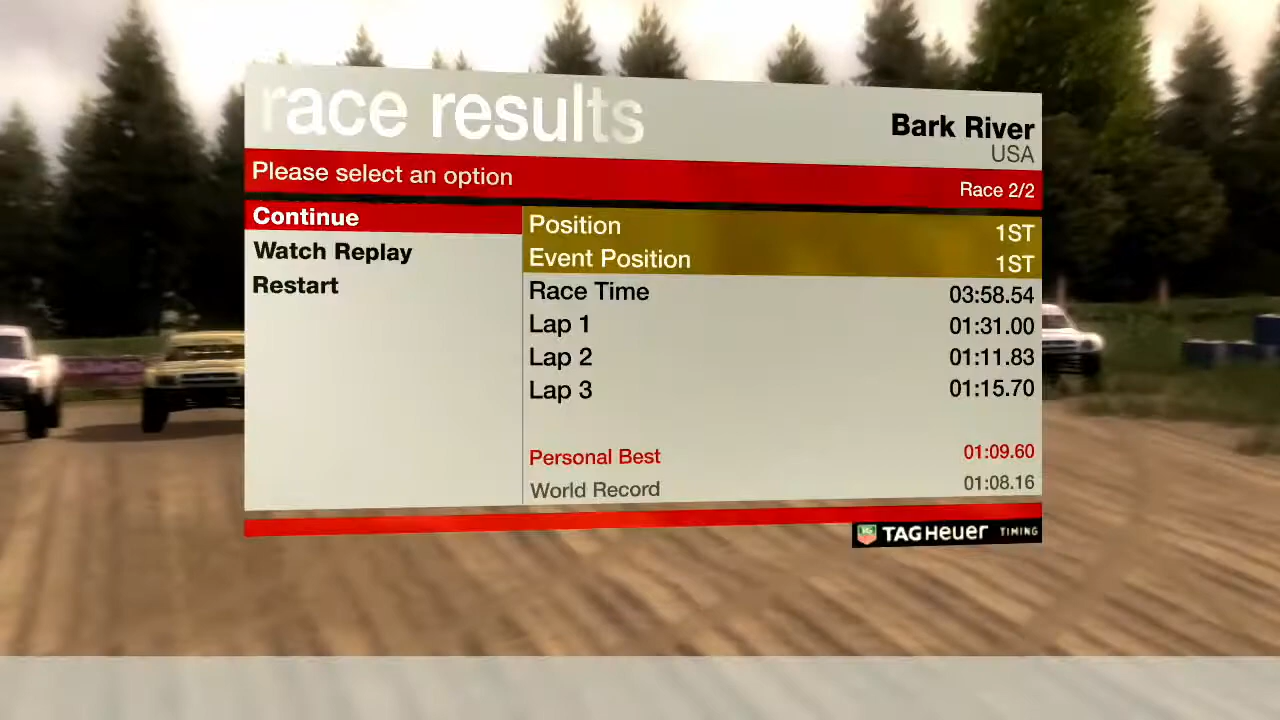 race results
Bark River
USA
Please select an option
Race 2/2
Continue
Watch Replay
Restart
Position 1ST
Event Position 1ST
Race Time 03:58.54
Lap 1 01:31.00
Lap 2 01:11.83
Lap 3 01:15.70
Personal Best 01:09.60
World Record 01:08.16
TAG HEUER TIMING